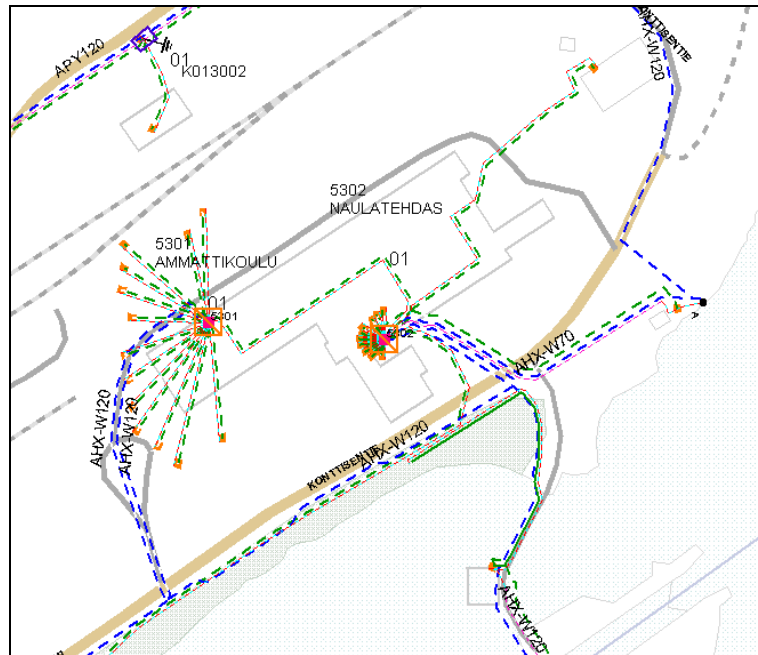 KONTTISENTIE
AHX-W120
APY120
01
K013002
5302
NAULATEHDAS
5301
AMMATTIKOULU
01
01
5301
5302
A
AHX-W70
AHX-W120
AHX-W120
AHX-W120
KONTTISENTIE
AHX-W120